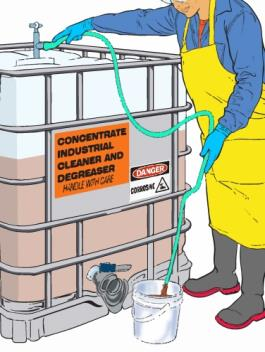 CONCENTRATE
INDUSTRIAL
CLEANER AND
DEGREASER
HANDLE WITH CARE
DANGER
CORROSIVE